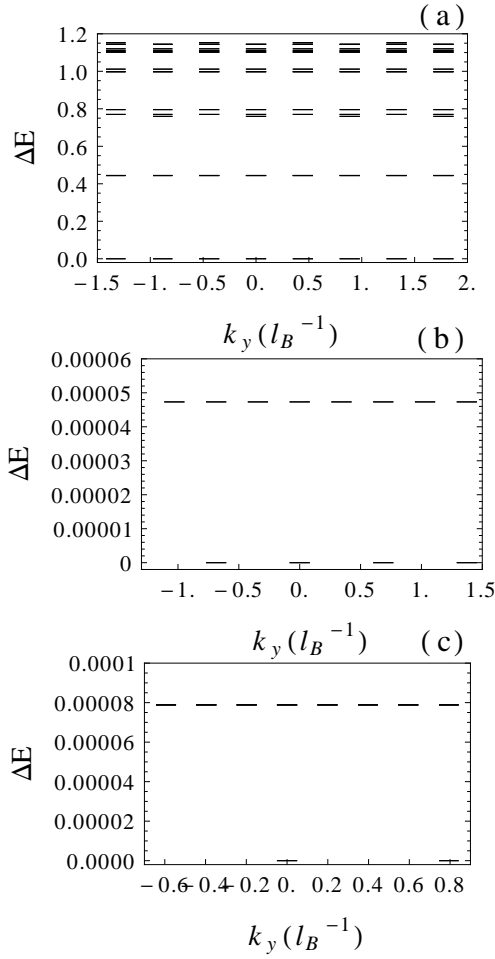 (a)
1.2
1.0
0.8
0.6
0.4
0.2
0.0
ΔE
−1.5 −1. −0.5 0. 0.5 1. 1.5 2.
k_y (l_B^{−1})
(b)
0.00006
0.00005
0.00004
0.00003
0.00002
0.00001
0
ΔE
−1. −0.5 0. 0.5 1. 1.5
k_y (l_B^{−1})
(c)
0.0001
0.00008
0.00006
0.00004
0.00002
0.0000
ΔE
−0.6 −0.4 −0.2 0. 0.2 0.4 0.6 0.8
k_y (l_B^{−1})